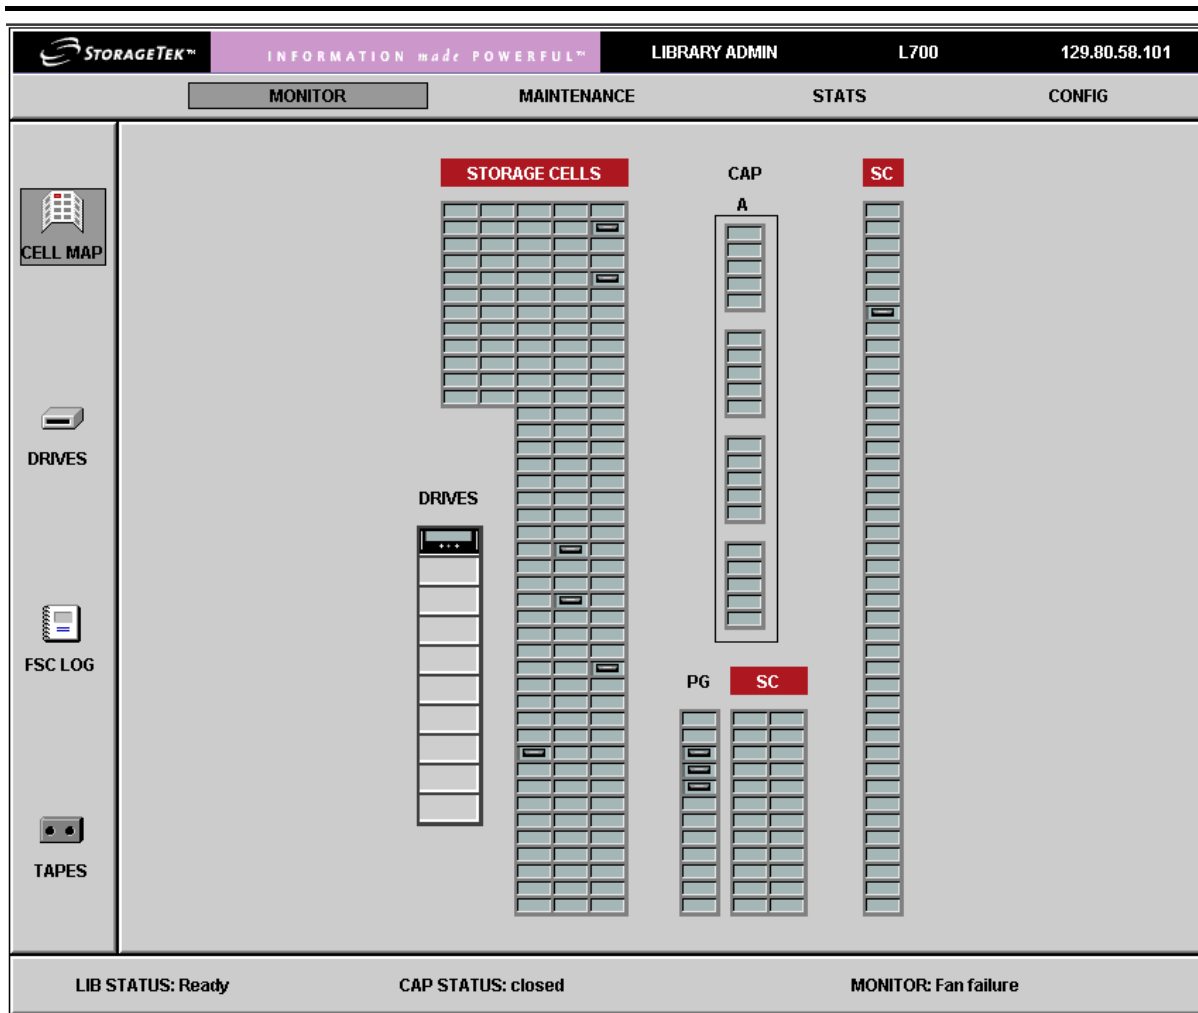 STORAGETEK™ INFORMATION made POWERFUL™ LIBRARY ADMIN L700 129.80.58.101
MONITOR MAINTENANCE STATS CONFIG
STORAGE CELLS CAP SC
A
CELL MAP
DRIVES
DRIVES
FSC LOG
PG SC
TAPES
LIB STATUS: Ready CAP STATUS: closed MONITOR: Fan failure